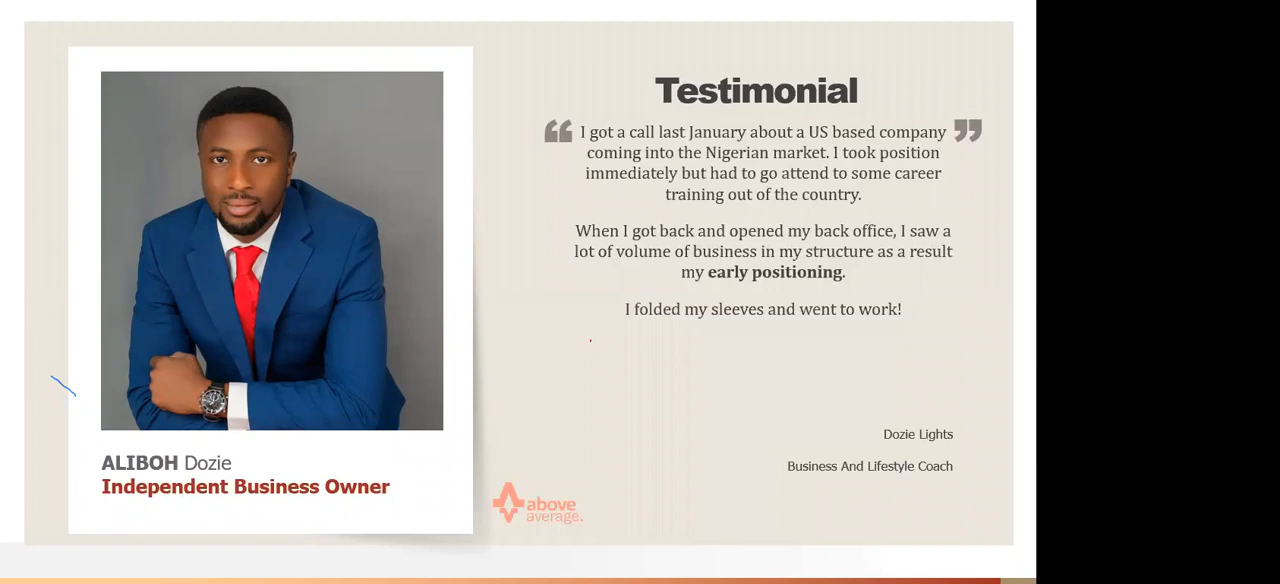 Testimonial
“ I got a call last January about a US based company ”
coming into the Nigerian market. I took position
immediately but had to go attend to some career
training out of the country.
When I got back and opened my back office, I saw a
lot of volume of business in my structure as a result
my early positioning.
I folded my sleeves and went to work!
Dozie Lights
Business And Lifestyle Coach
ALIBOH Dozie
Independent Business Owner
above
average.